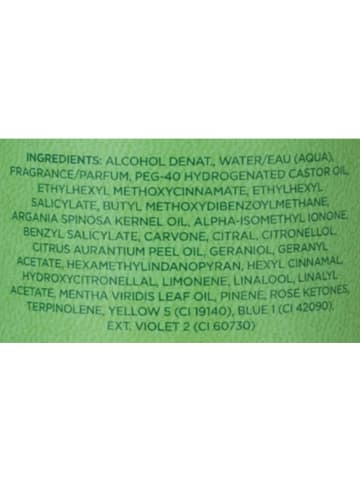 INGREDIENTS: ALCOHOL DENAT., WATER/EAU (AQUA),
FRAGRANCE/PARFUM, PEG-40 HYDROGENATED CASTOR OIL,
ETHYLHEXYL METHOXYCINNAMATE, ETHYLHEXYL
SALICYLATE, BUTYL METHOXYDIBENZOYLMETHANE,
ARGANIA SPINOSA KERNEL OIL, ALPHA-ISOMETHYL IONONE,
BENZYL SALICYLATE, CARVONE, CITRAL, CITRONELLOL,
CITRUS AURANTIUM PEEL OIL, GERANIOL, GERANYL
ACETATE, HEXAMETHYLINDANOPYRAN, HEXYL CINNAMAL,
HYDROXYCITRONELLAL, LIMONENE, LINALOOL, LINALYL
ACETATE, MENTHA VIRIDIS LEAF OIL, PINENE, ROSE KETONES,
TERPINOLENE, YELLOW 5 (CI 19140), BLUE 1 (CI 42090),
EXT. VIOLET 2 (CI 60730)